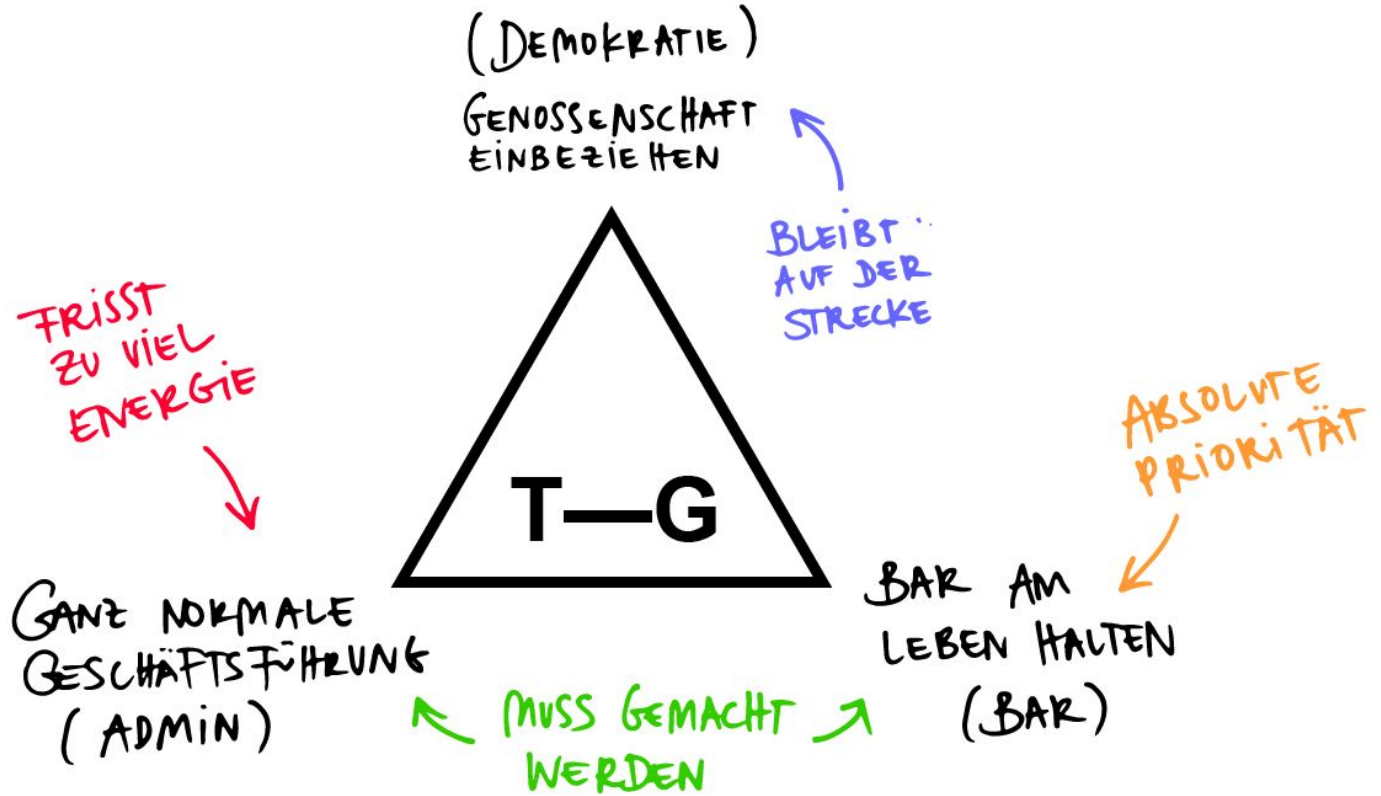 (DEMOKRATIE)
GENOSSENSCHAFT
EINBEZIEHEN
BLEIBT
AUF DER
STRECKE
FRISST
ZU VIEL
ENERGIE
ABSOLUTE
PRIORITÄT
T—G
GANZ NORMALE
GESCHÄFTSFÜHRUNG
(ADMIN)
BAR AM
LEBEN HALTEN
(BAR)
MUSS GEMACHT
WERDEN